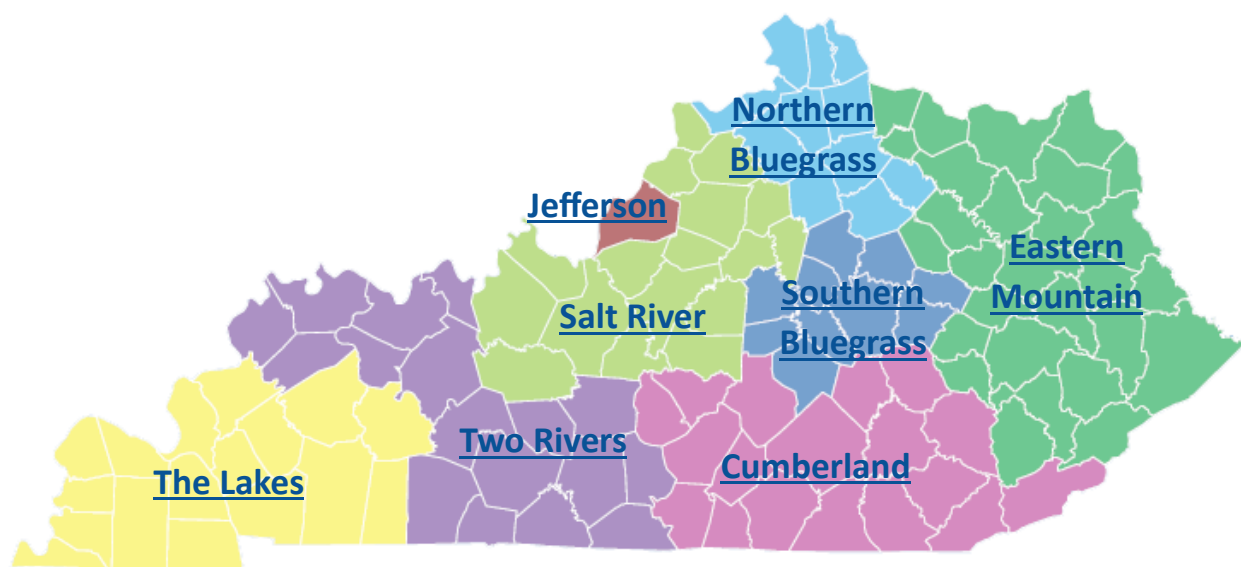 Northern
Bluegrass
Jefferson
Eastern
Mountain
Southern
Bluegrass
Salt River
Two Rivers
Cumberland
The Lakes